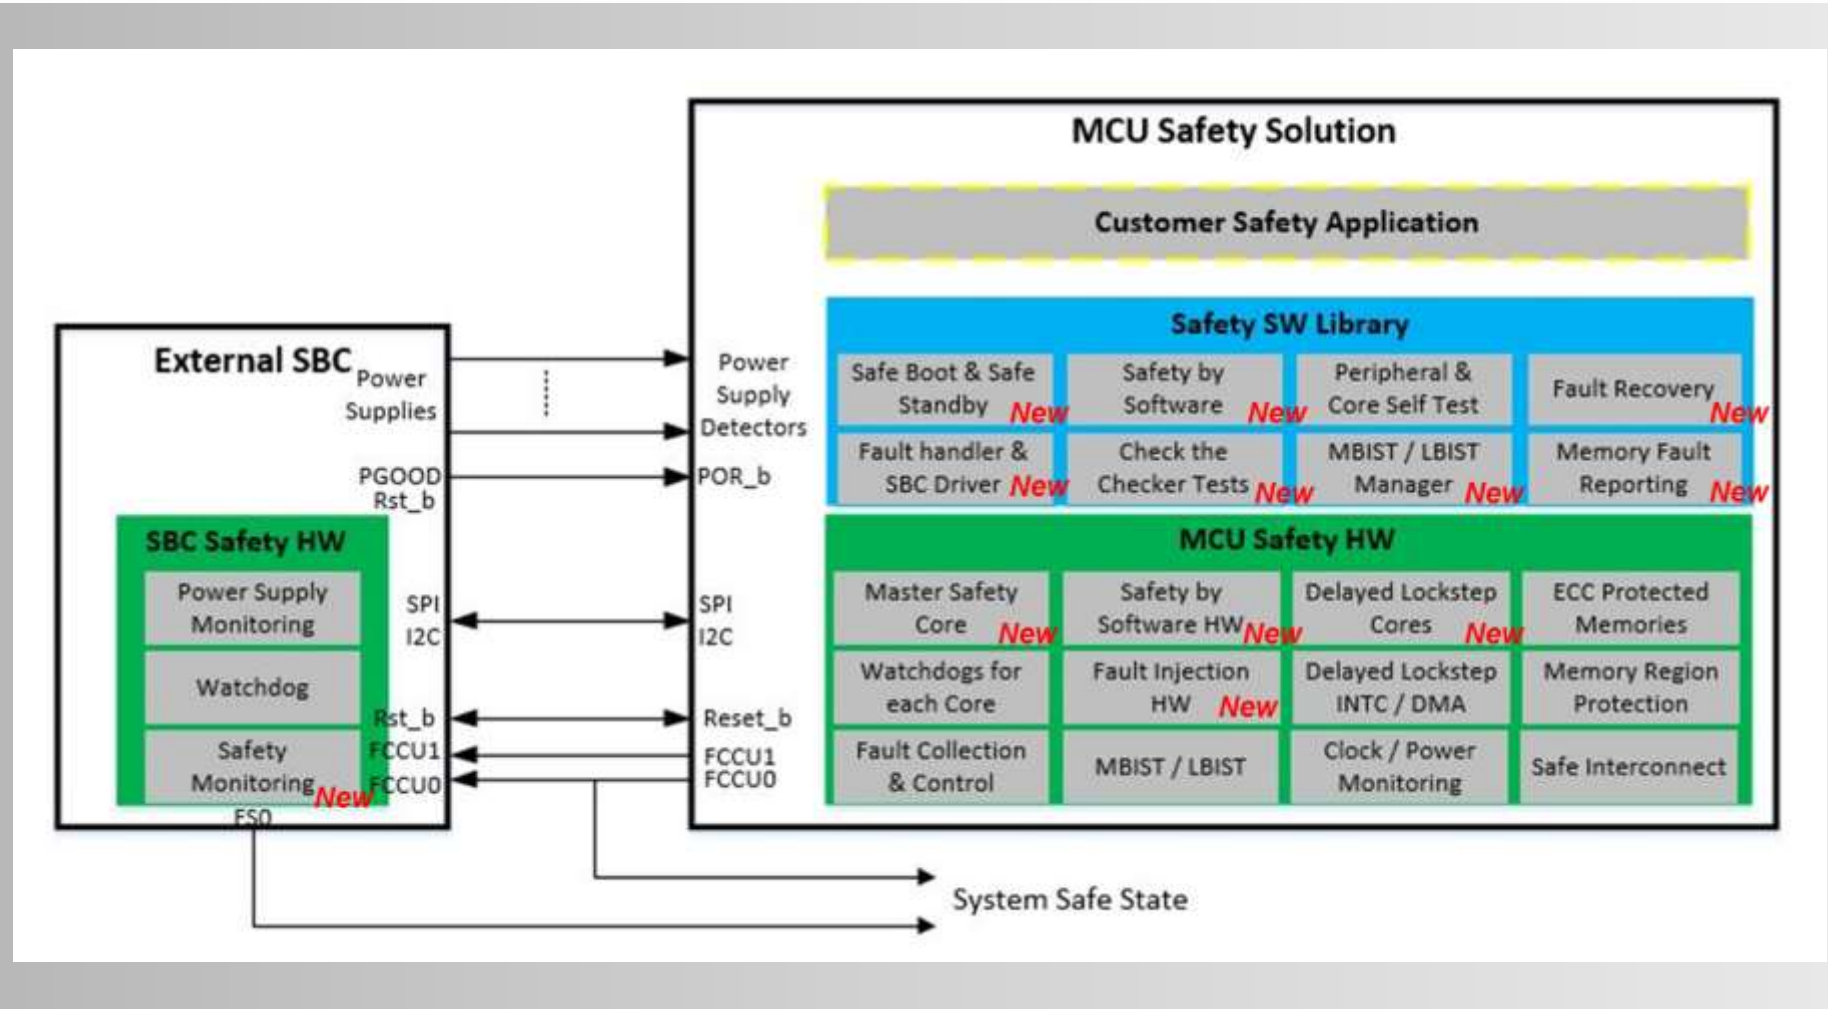 MCU Safety Solution
Customer Safety Application
External SBC
Power
Supplies
PGOOD
Rst_b
SBC Safety HW
Power Supply
Monitoring
Watchdog
Safety
Monitoring New
SPI
I2C
Rst_b
FCCU1
FCCU0
FS0
Power
Supply
Detectors
POR_b
SPI
I2C
Reset_b
FCCU1
FCCU0
Safety SW Library
Safe Boot & Safe
Standby New
Safety by
Software New
Peripheral &
Core Self Test
Fault Recovery New
Fault handler &
SBC Driver New
Check the
Checker Tests New
MBIST / LBIST
Manager New
Memory Fault
Reporting New
MCU Safety HW
Master Safety
Core New
Safety by
Software HW New
Delayed Lockstep
Cores New
ECC Protected
Memories
Watchdogs for
each Core
Fault Injection
HW New
Delayed Lockstep
INTC / DMA
Memory Region
Protection
Fault Collection
& Control
MBIST / LBIST
Clock / Power
Monitoring
Safe Interconnect
System Safe State